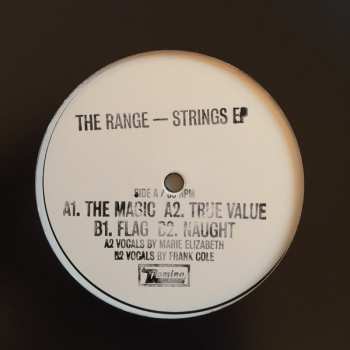 THE RANGE — STRINGS EP
SIDE A / 33 RPM
A1. THE MAGIC A2. TRUE VALUE
B1. FLAG B2. NAUGHT
A2 VOCALS BY MARIE ELIZABETH
B2 VOCALS BY FRANK COLE
Domino